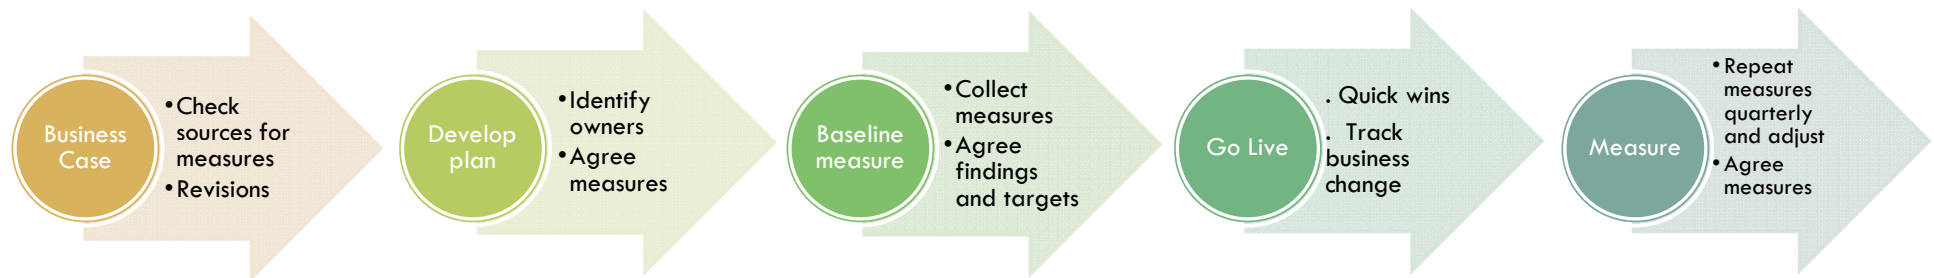 Business
Case
•Check
sources for
measures
•Revisions
Develop
plan
•Identify
owners
•Agree
measures
Baseline
measure
•Collect
measures
•Agree
findings
and targets
Go Live
. Quick wins
. Track
business
change
Measure
•Repeat
measures
quarterly
and adjust
•Agree
measures